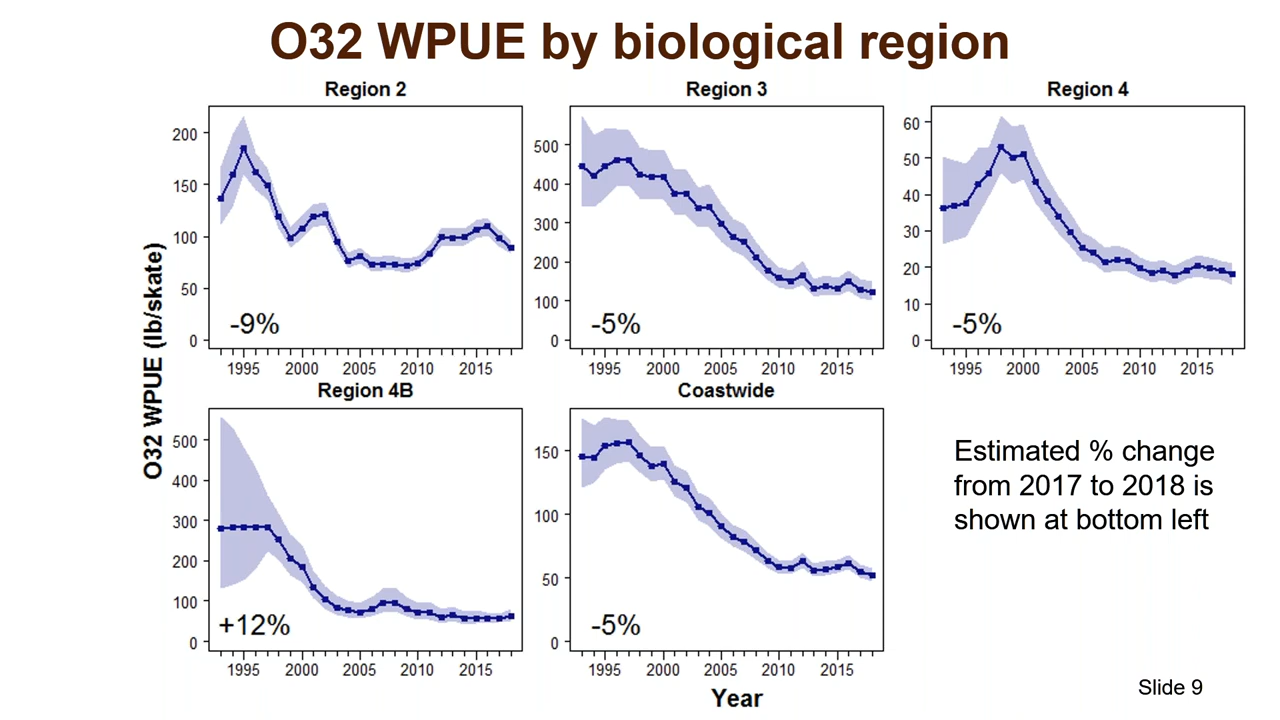 O32 WPUE by biological region
Region 2
Region 3
Region 4
200
150
100
50
0
-9%
1995 2000 2005 2010 2015
500
400
300
200
100
0
-5%
1995 2000 2005 2010 2015
60
50
40
30
20
10
0
-5%
1995 2000 2005 2010 2015
O32 WPUE (lb/skate)
Region 4B
Coastwide
500
400
300
200
100
0
+12%
1995 2000 2005 2010 2015
150
100
50
0
-5%
1995 2000 2005 2010 2015
Year
Estimated % change
from 2017 to 2018 is
shown at bottom left
Slide 9